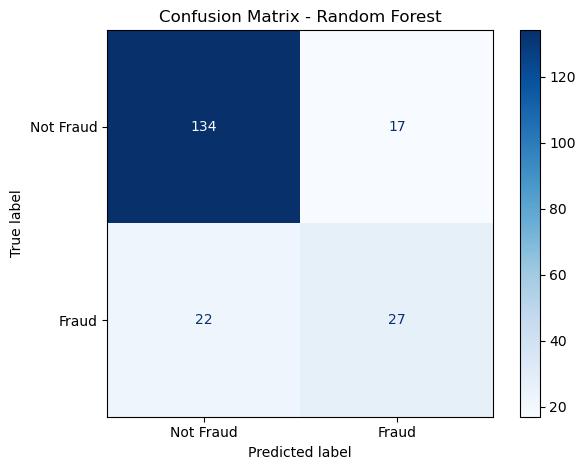 Confusion Matrix - Random Forest
True label
Not Fraud
134
17
Fraud
22
27
Not Fraud
Fraud
Predicted label
120
100
80
60
40
20